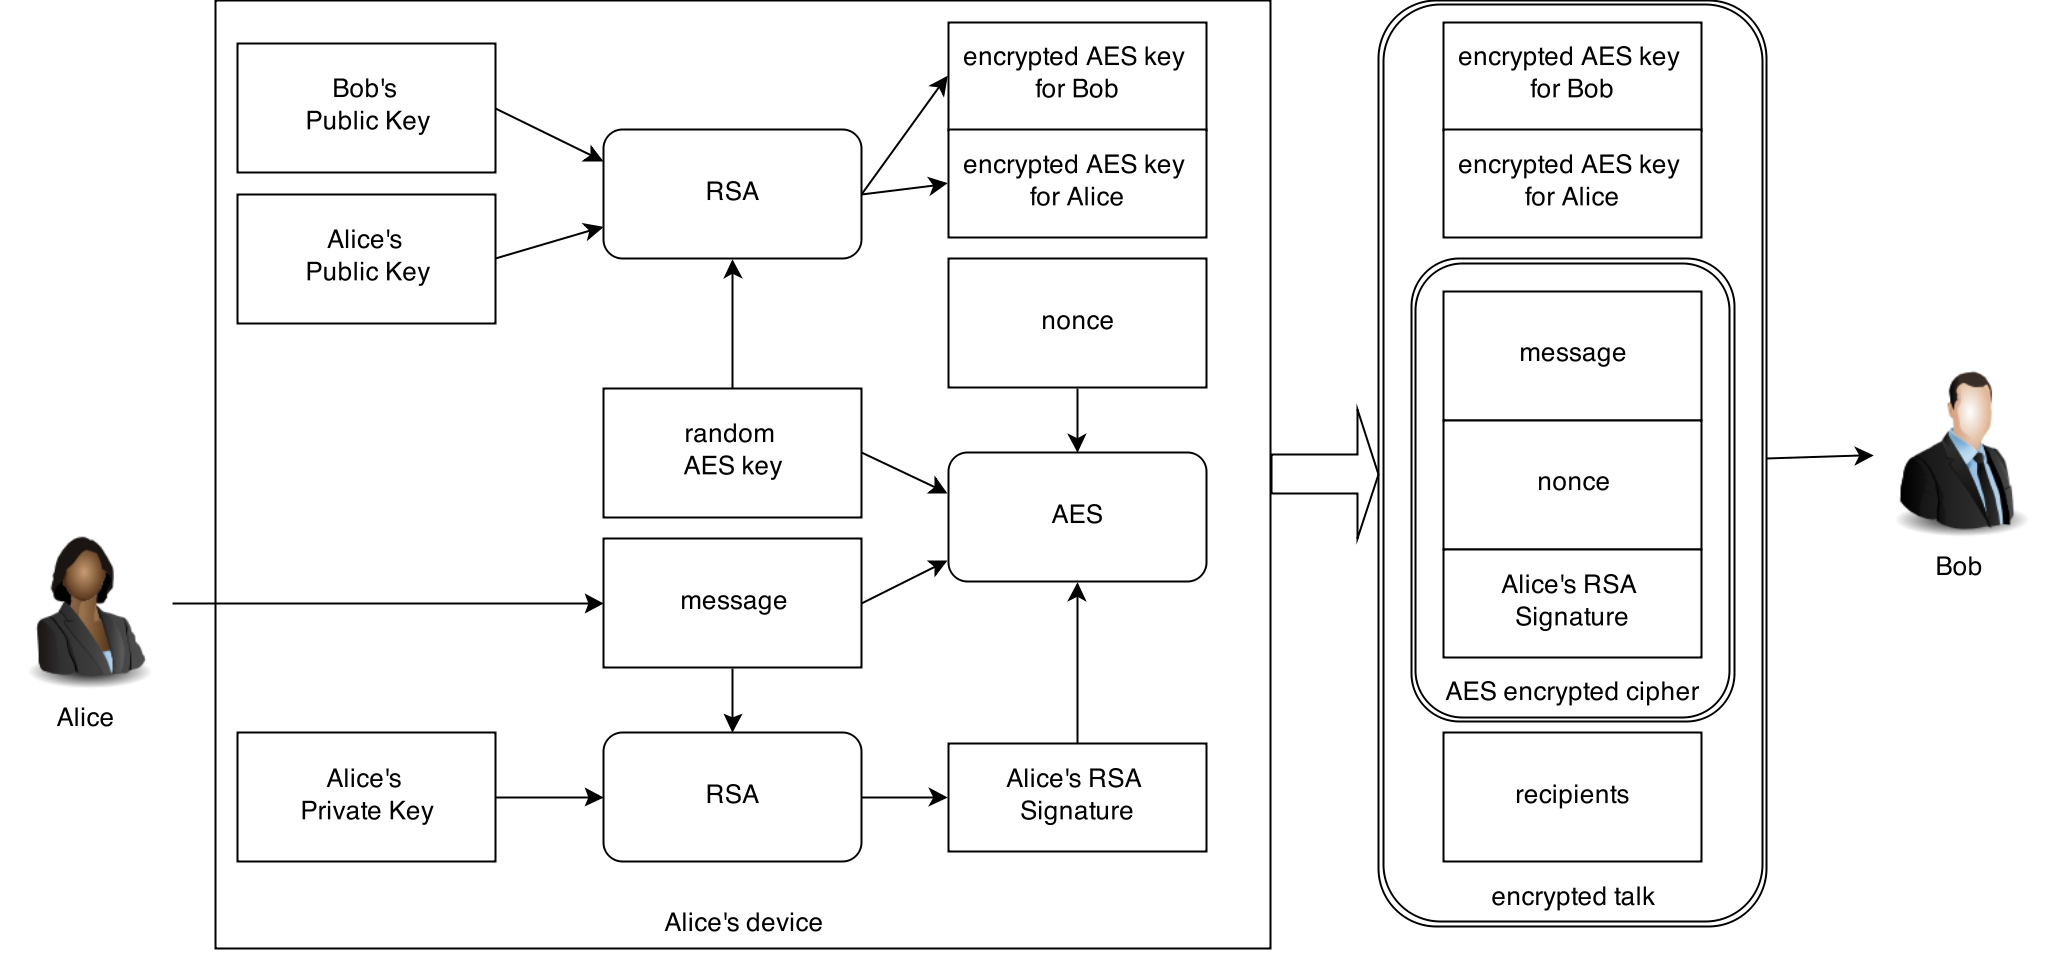 Bob's
Public Key
Alice's
Public Key
RSA
encrypted AES key
for Bob
encrypted AES key
for Alice
nonce
random
AES key
AES
message
Alice
Alice's
Private Key
RSA
Alice's RSA
Signature
Alice's device
encrypted AES key
for Bob
encrypted AES key
for Alice
message
nonce
Alice's RSA
Signature
AES encrypted cipher
recipients
encrypted talk
Bob